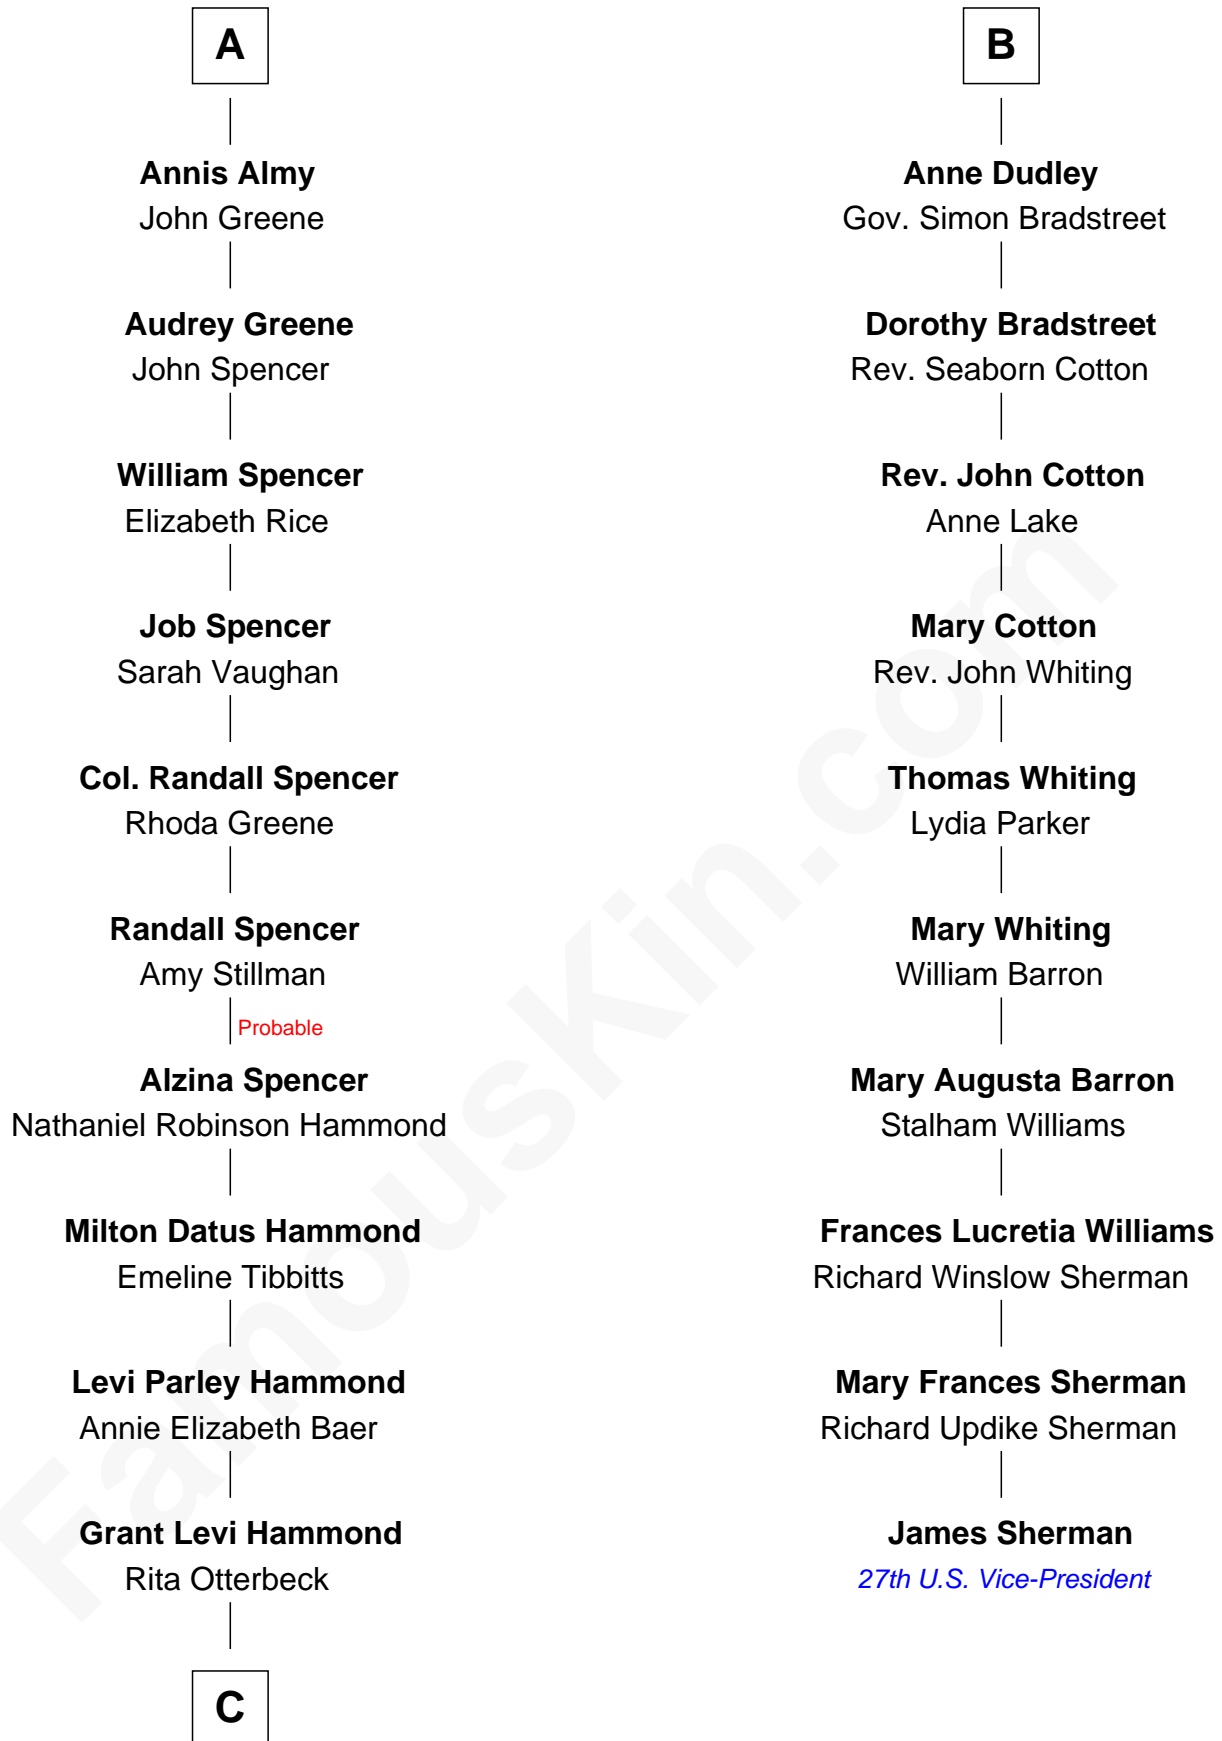 A
Annis Almy
John Greene
Audrey Greene
John Spencer
William Spencer
Elizabeth Rice
Job Spencer
Sarah Vaughan
Col. Randall Spencer
Rhoda Greene
Randall Spencer
Amy Stillman
Probable
Alzina Spencer
Nathaniel Robinson Hammond
Milton Datus Hammond
Emeline Tibbitts
Levi Parley Hammond
Annie Elizabeth Baer
Grant Levi Hammond
Rita Otterbeck
C
B
Anne Dudley
Gov. Simon Bradstreet
Dorothy Bradstreet
Rev. Seaborn Cotton
Rev. John Cotton
Anne Lake
Mary Cotton
Rev. John Whiting
Thomas Whiting
Lydia Parker
Mary Whiting
William Barron
Mary Augusta Barron
Stalham Williams
Frances Lucretia Williams
Richard Winslow Sherman
Mary Frances Sherman
Richard Updike Sherman
James Sherman
27th U.S. Vice-President
FamousKin.com